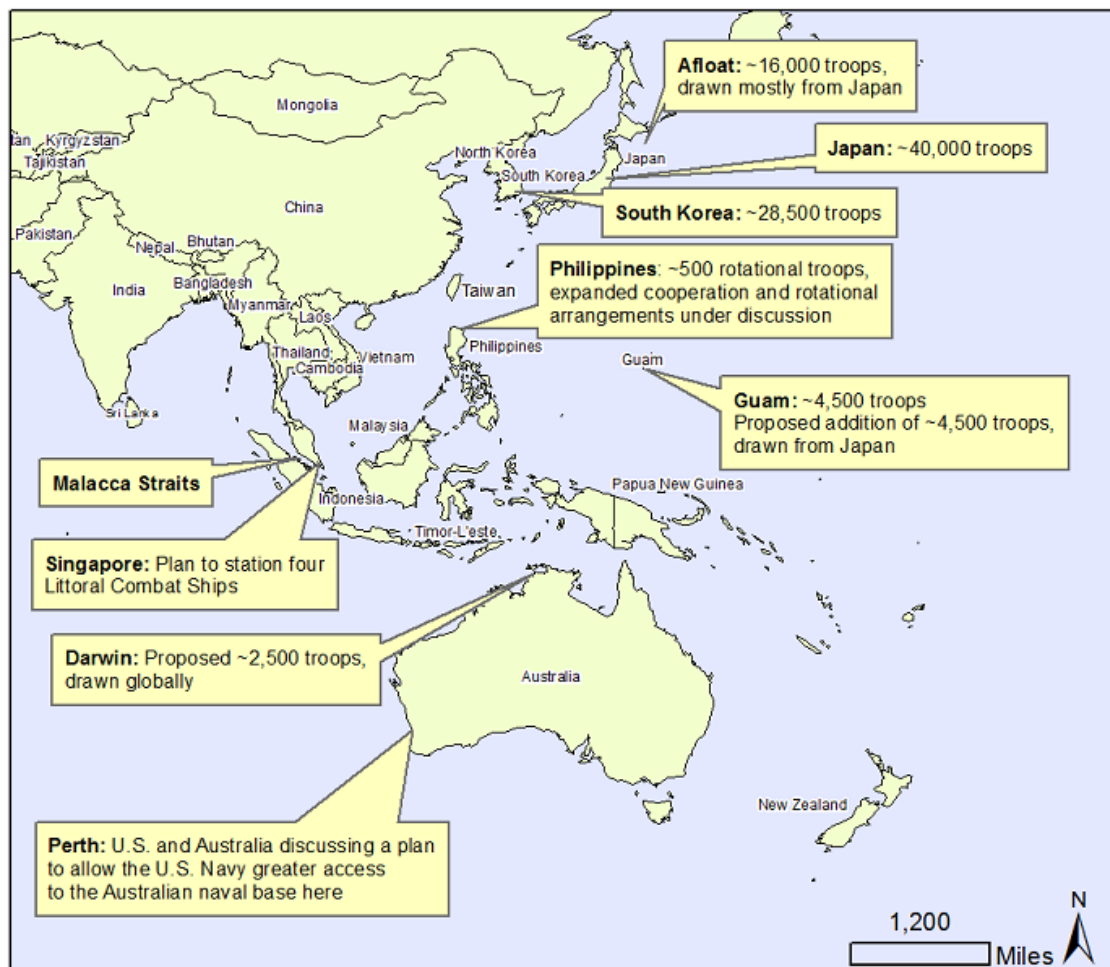 Afloat: ~16,000 troops,
drawn mostly from Japan
Mongolia
tan
Kyrgyzstan
Tajikistan
North Korea
Japan
Japan: ~40,000 troops
South Korea
South Korea: ~28,500 troops
China
Pakistan
Nepal
Bhutan
Bangladesh
India
Myanmar
Laos
Taiwan
Philippines: ~500 rotational troops,
expanded cooperation and rotational
arrangements under discussion
Thailand
Vietnam
Cambodia
Philippines
Guam
Sri Lanka
Malaysia
Guam: ~4,500 troops
Proposed addition of ~4,500 troops,
drawn from Japan
Malacca Straits
Indonesia
Papua New Guinea
Timor-L'este
Singapore: Plan to station four
Littoral Combat Ships
Darwin: Proposed ~2,500 troops,
drawn globally
Australia
New Zealand
Perth: U.S. and Australia discussing a plan
to allow the U.S. Navy greater access
to the Australian naval base here
N
1,200
Miles